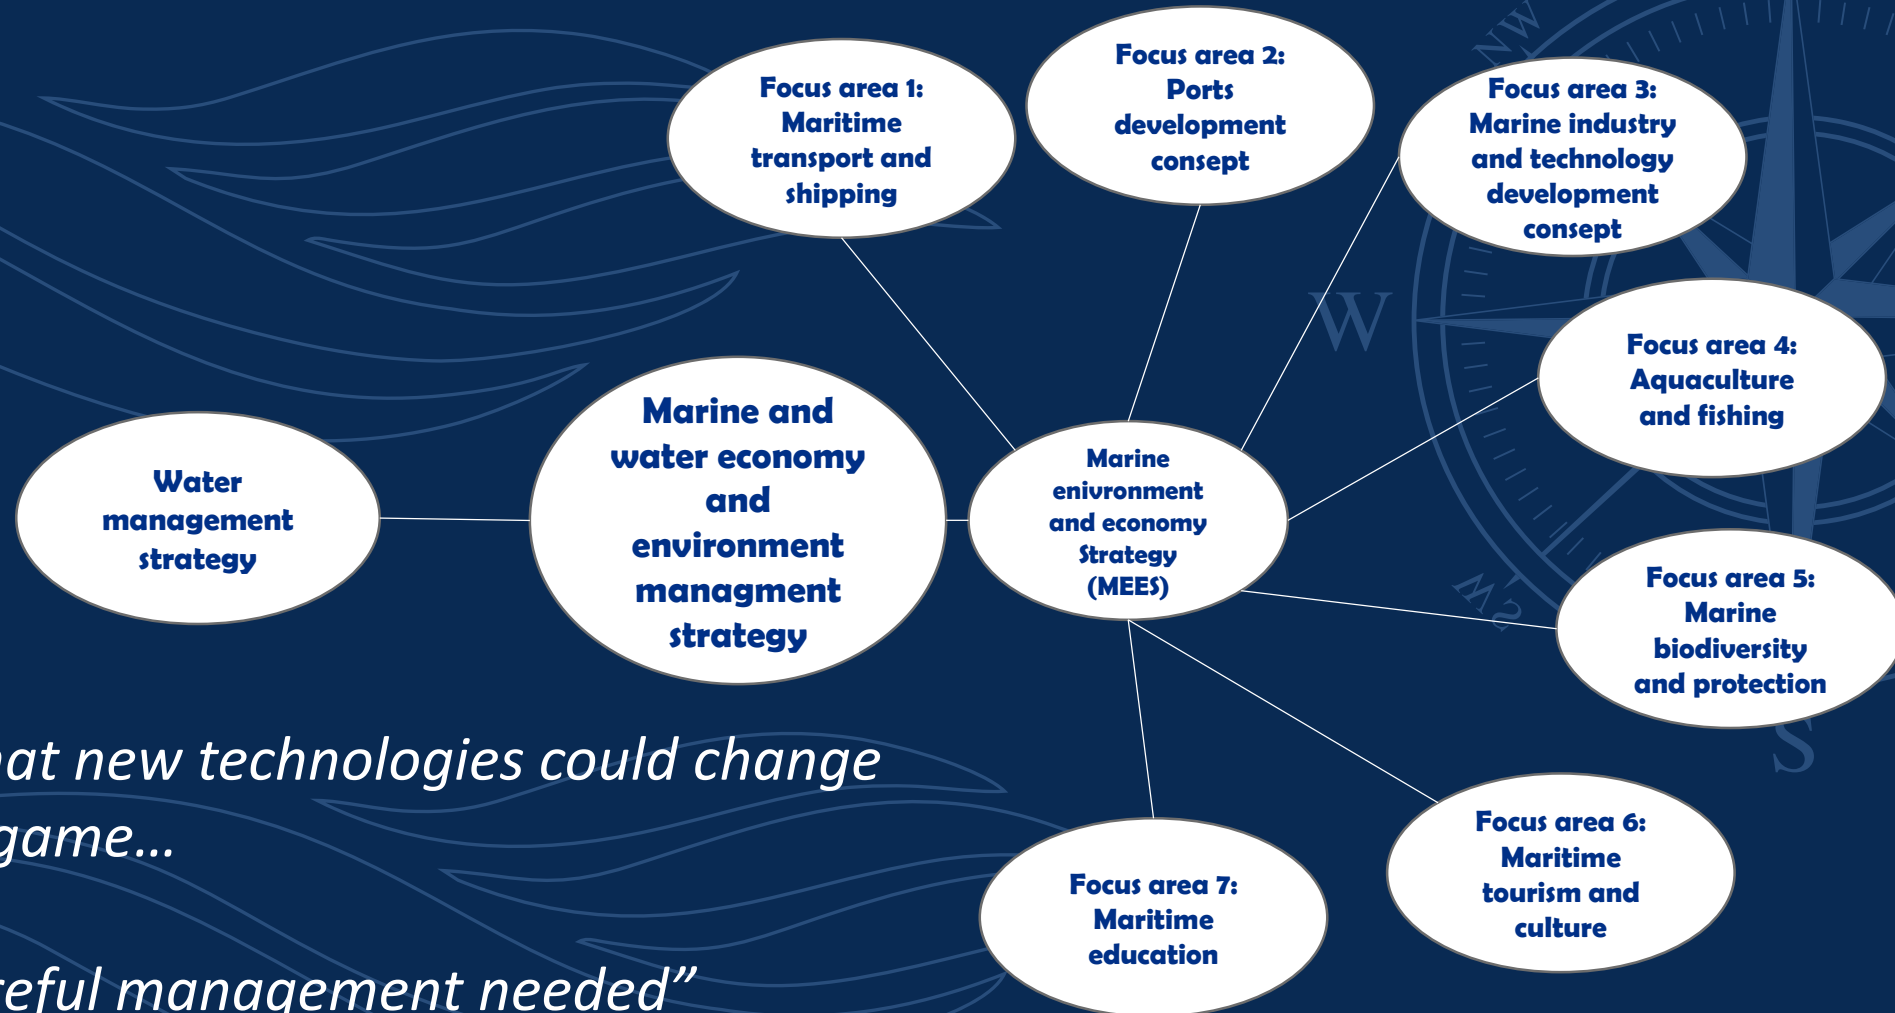 Focus area 1:
Maritime
transport and
shipping
Focus area 2:
Ports
development
consept
NW
Focus area 3:
Marine industry
and technology
development
consept
W
Focus area 4:
Aquaculture
and fishing
Water
management
strategy
Marine and
water economy
and
environment
managment
strategy
Marine
enivronment
and economy
Strategy
(MEES)
SW
Focus area 5:
Marine
biodiversity
and protection
S
new technologies could change
game…
Focus area 6:
Maritime
tourism and
culture
Focus area 7:
Maritime
education
management needed”